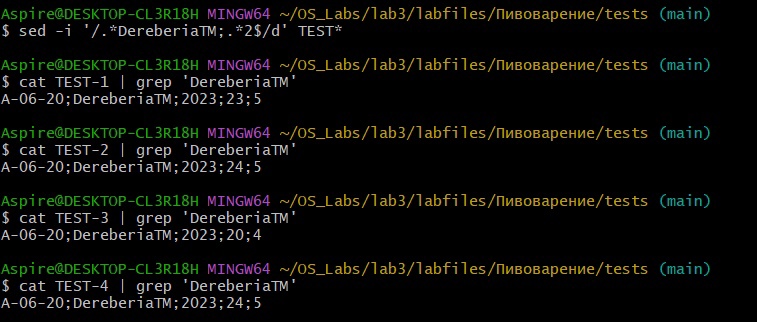 Aspire@DESKTOP-CL3R18H MINGW64 ~/OS_Labs/lab3/labfiles/Пивоварение/tests (main)
$ sed -i '/.*DereberiaTM;.*2$/d' TEST*
Aspire@DESKTOP-CL3R18H MINGW64 ~/OS_Labs/lab3/labfiles/Пивоварение/tests (main)
$ cat TEST-1 | grep 'DereberiaTM'
A-06-20;DereberiaTM;2023;23;5
Aspire@DESKTOP-CL3R18H MINGW64 ~/OS_Labs/lab3/labfiles/Пивоварение/tests (main)
$ cat TEST-2 | grep 'DereberiaTM'
A-06-20;DereberiaTM;2023;24;5
Aspire@DESKTOP-CL3R18H MINGW64 ~/OS_Labs/lab3/labfiles/Пивоварение/tests (main)
$ cat TEST-3 | grep 'DereberiaTM'
A-06-20;DereberiaTM;2023;20;4
Aspire@DESKTOP-CL3R18H MINGW64 ~/OS_Labs/lab3/labfiles/Пивоварение/tests (main)
$ cat TEST-4 | grep 'DereberiaTM'
A-06-20;DereberiaTM;2023;24;5